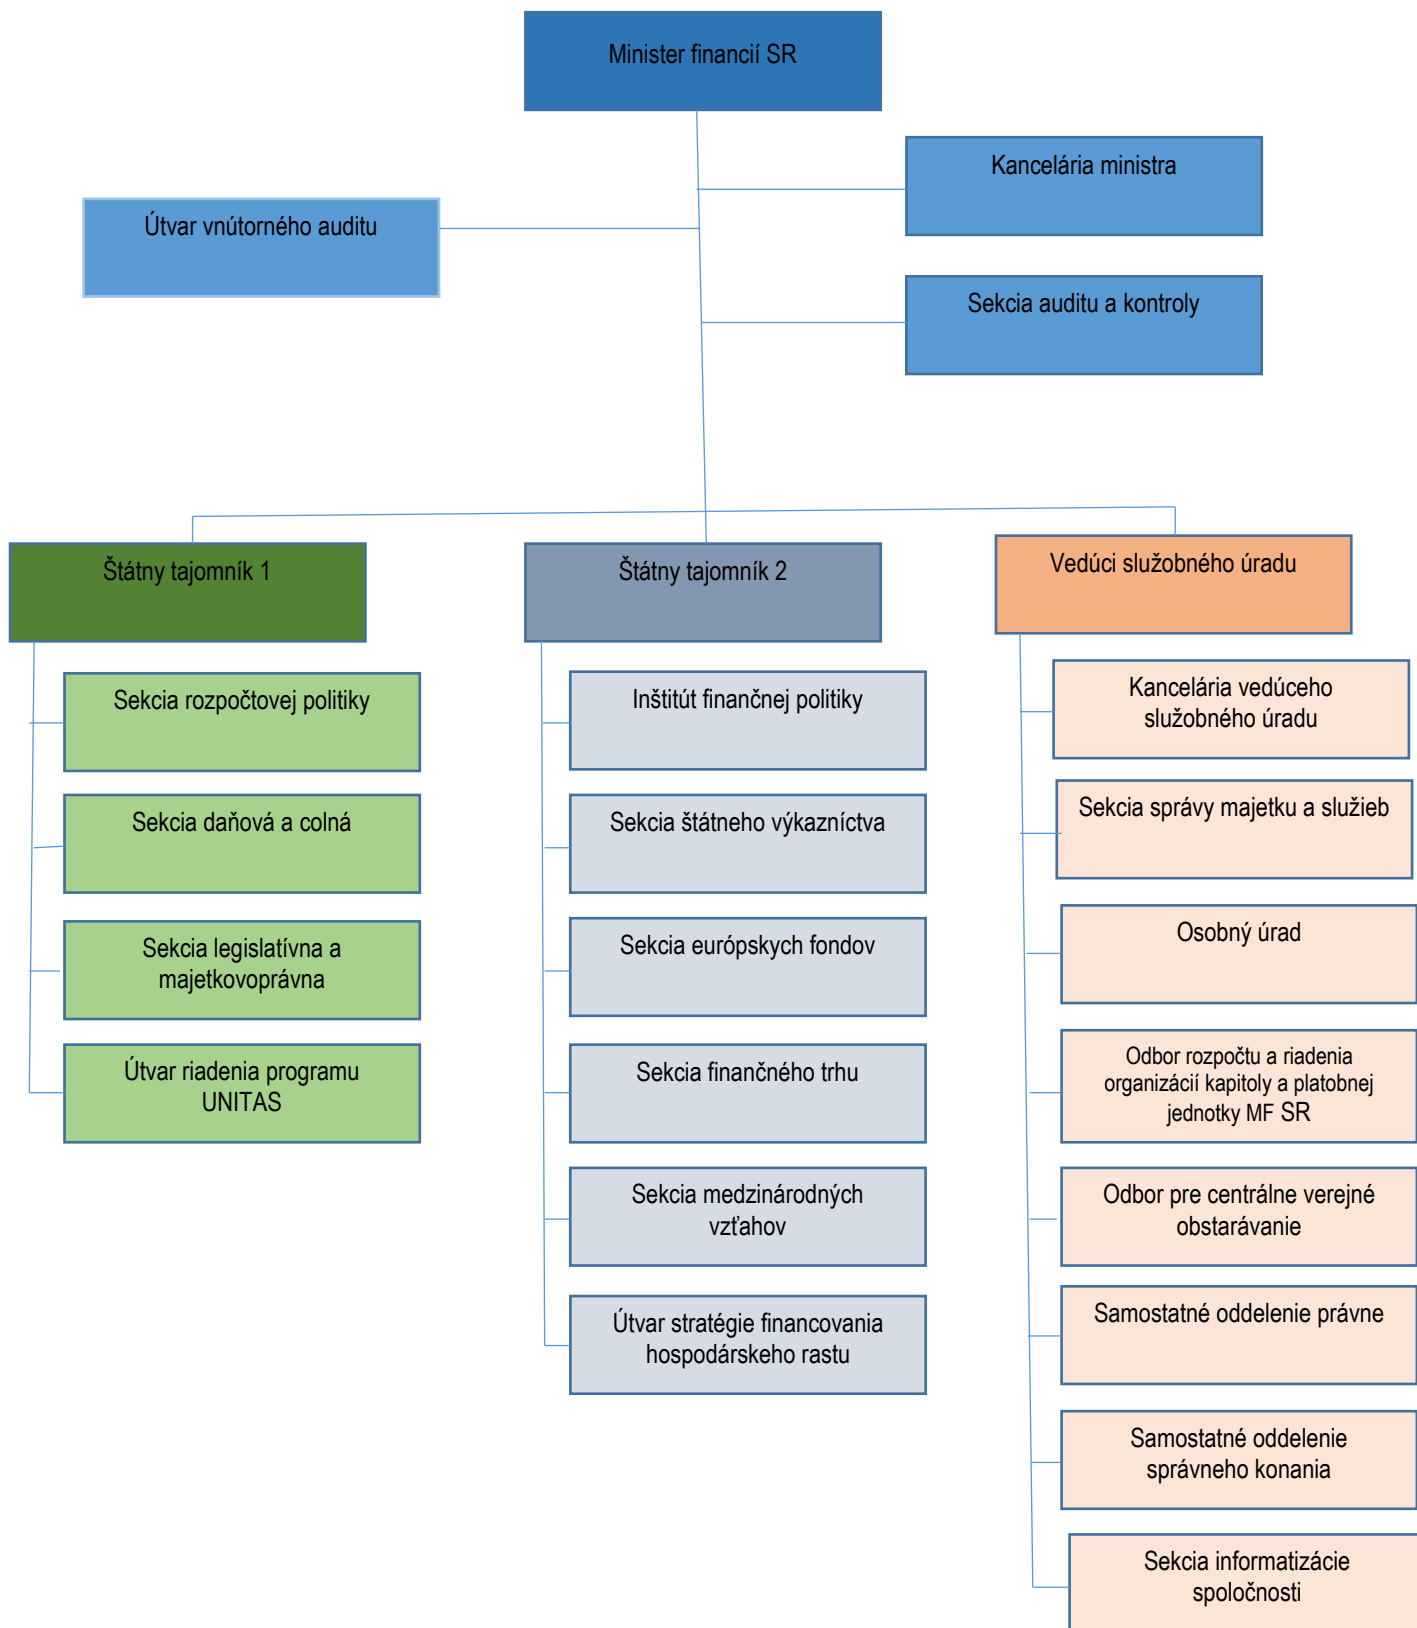 Minister financií SR
Kancelária ministra
Útvar vnútorného auditu
Sekcia auditu a kontroly
Štátny tajomník 1
Sekcia rozpočtovej politiky
Sekcia daňová a colná
Sekcia legislatívna a
majetkovoprávna
Útvar riadenia programu
UNITAS
Štátny tajomník 2
Inštitút finančnej politiky
Sekcia štátneho výkazníctva
Sekcia európskych fondov
Sekcia finančného trhu
Sekcia medzinárodných
vzťahov
Útvar stratégie financovania
hospodárskeho rastu
Vedúci služobného úradu
Kancelária vedúceho
služobného úradu
Sekcia správy majetku a služieb
Osobný úrad
Odbor rozpočtu a riadenia
organizácií kapitoly a platobnej
jednotky MF SR
Odbor pre centrálne verejné
obstarávanie
Samostatné oddelenie právne
Samostatné oddelenie
správneho konania
Sekcia informatizácie
spoločnosti